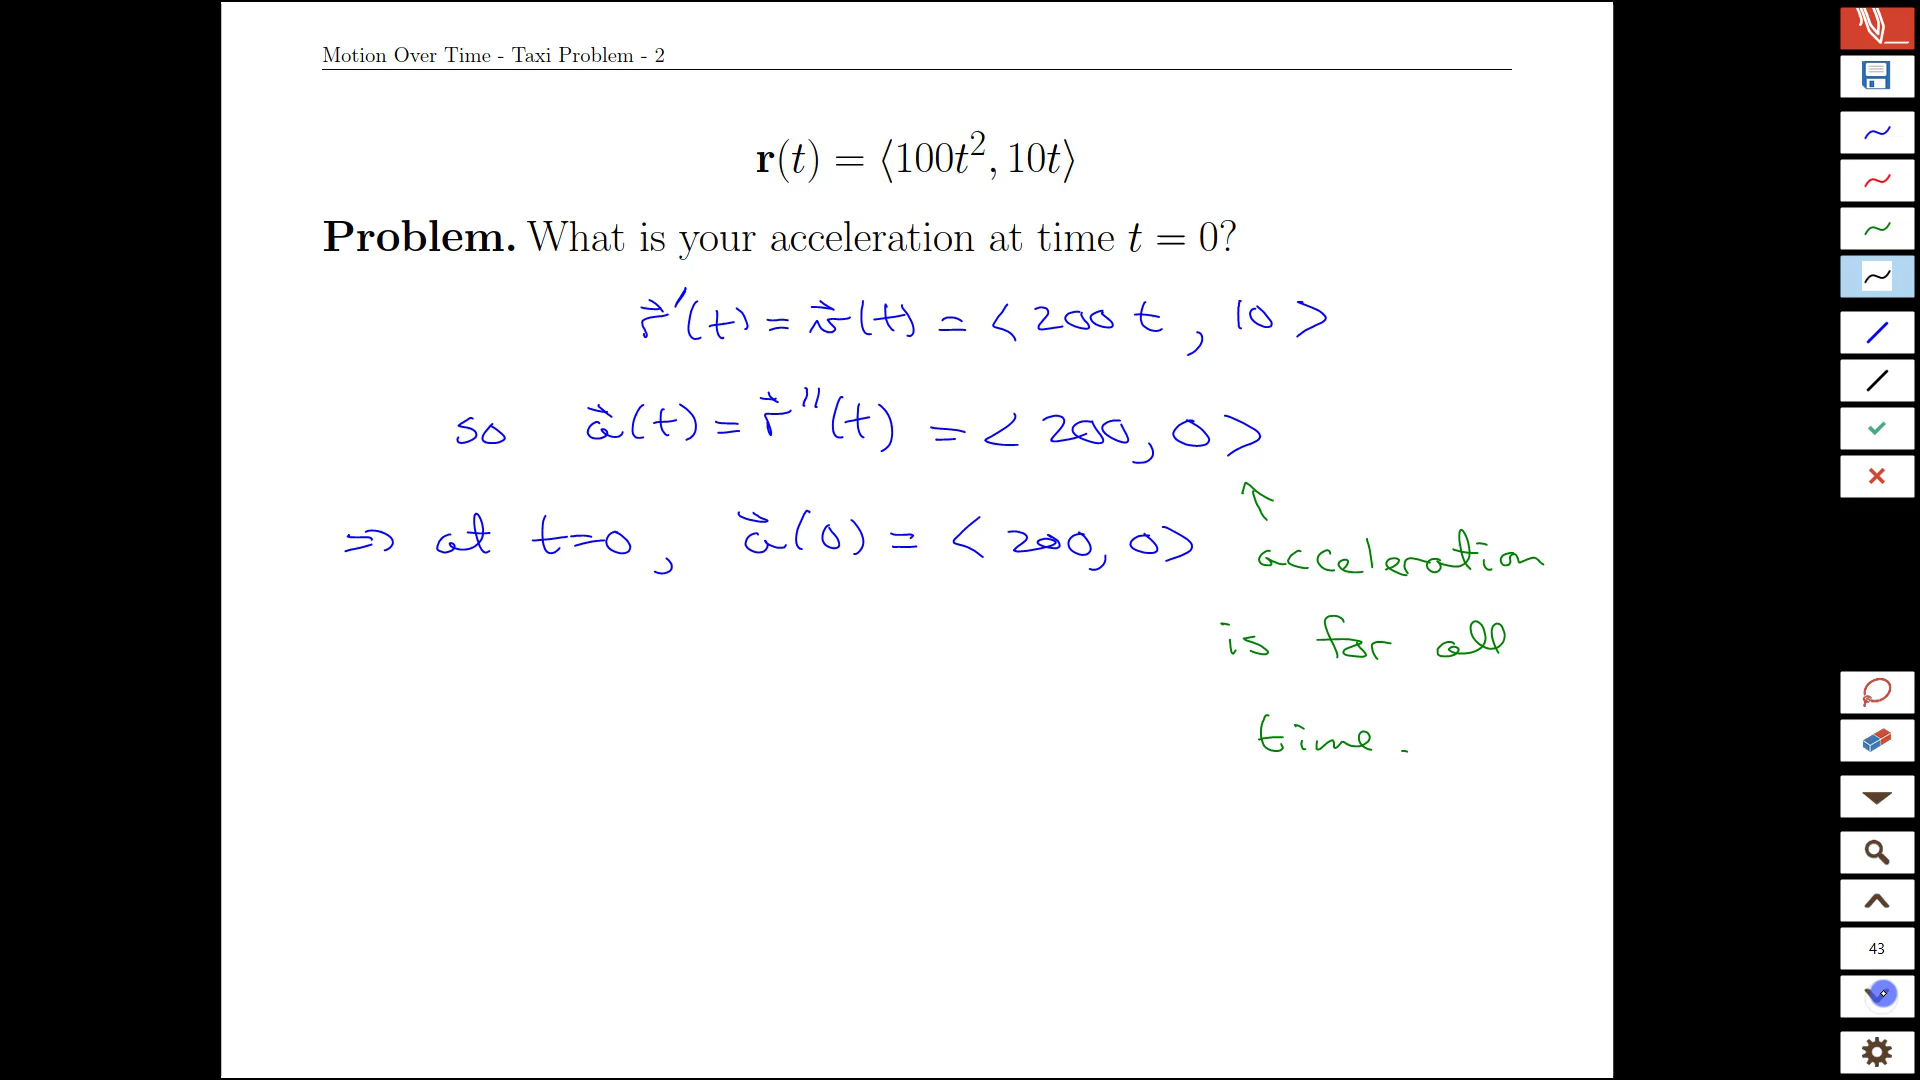 Motion Over Time - Taxi Problem - 2
r(t) = ⟨100t², 10t⟩
Problem. What is your acceleration at time t = 0?
r⃗′(t) = v⃗(t) = <200t, 10>
so a⃗(t) = r⃗″(t) = <200, 0>
⇒ at t=0, a⃗(0) = <200, 0>
↑
acceleration
is for all
time.
43